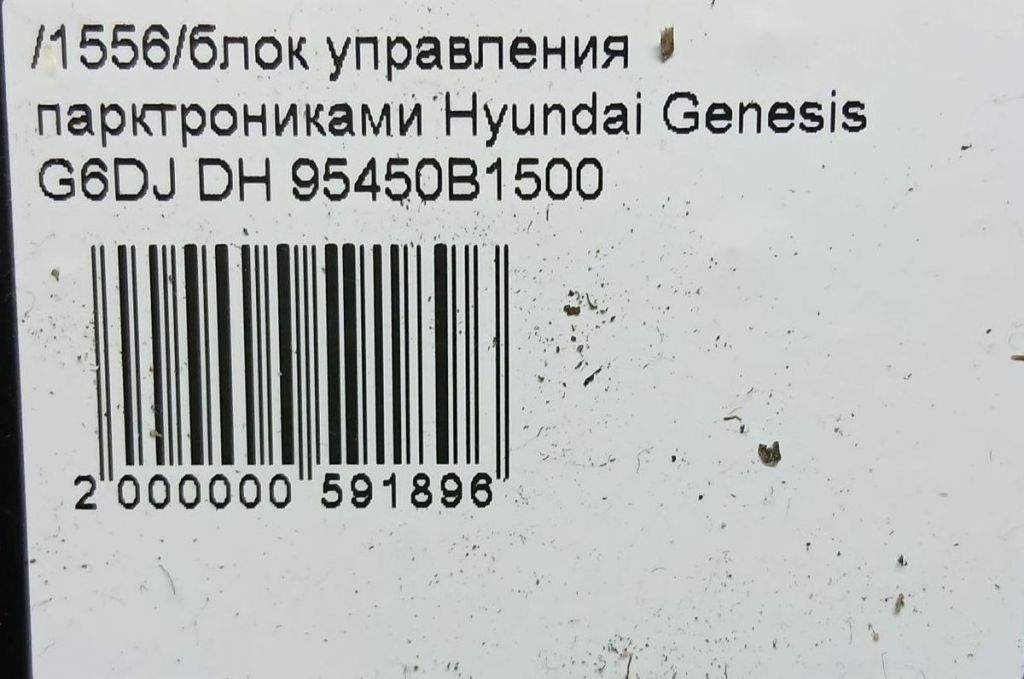 /1556/блок управления
парктрониками Hyundai Genesis
G6DJ DH 95450B1500
2 000000 591896